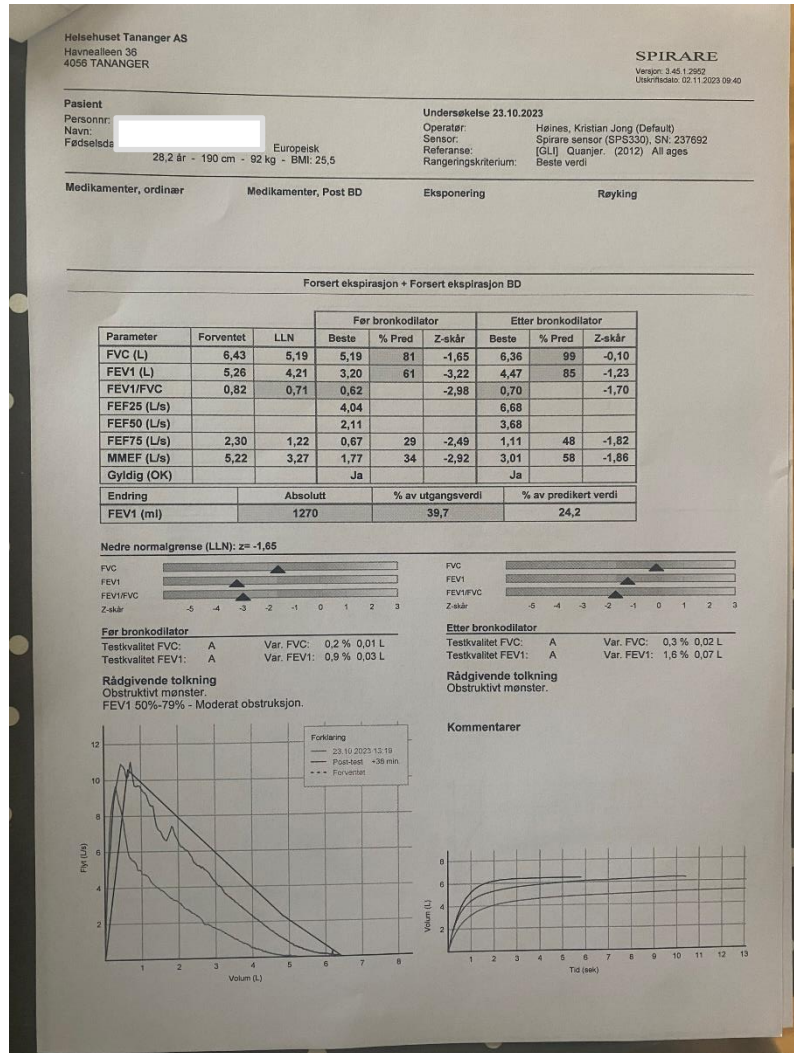 Helsehuset Tananger AS
Havnealleen 36
4056 TANANGER
SPIRARE
Versjon: 3.45.1.2952
Utskriftsdato: 02.11.2023 09:40
Pasient
Personnr:
Navn:
Fødselsda
Europeisk
28,2 år - 190 cm - 92 kg - BMI: 25,5
Undersøkelse 23.10.2023
Operatør: Høines, Kristian Jong (Default)
Sensor: Spirare sensor (SPS330), SN: 237692
Referanse: [GLI] Quanjer. (2012) All ages
Rangeringskriterium: Beste verdi
Medikamenter, ordinær Medikamenter, Post BD Eksponering Røyking
Forsert ekspirasjon + Forsert ekspirasjon BD
Før bronkodilator Etter bronkodilator
Parameter Forventet LLN Beste % Pred Z-skår Beste % Pred Z-skår
FVC (L) 6,43 5,19 5,19 81 -1,65 6,36 99 -0,10
FEV1 (L) 5,26 4,21 3,20 61 -3,22 4,47 85 -1,23
FEV1/FVC 0,82 0,71 0,62 -2,98 0,70 -1,70
FEF25 (L/s) 4,04 6,68
FEF50 (L/s) 2,11 3,68
FEF75 (L/s) 2,30 1,22 0,67 29 -2,49 1,11 48 -1,82
MMEF (L/s) 5,22 3,27 1,77 34 -2,92 3,01 58 -1,86
Gyldig (OK) Ja Ja
Endring Absolutt % av utgangsverdi % av predikert verdi
FEV1 (ml) 1270 39,7 24,2
Nedre normalgrense (LLN): z= -1,65
FVC
FEV1
FEV1/FVC
Z-skår -5 -4 -3 -2 -1 0 1 2 3
FVC
FEV1
FEV1/FVC
Z-skår -5 -4 -3 -2 -1 0 1 2 3
Før bronkodilator
Testkvalitet FVC: A Var. FVC: 0,2 % 0,01 L
Testkvalitet FEV1: A Var. FEV1: 0,9 % 0,03 L
Rådgivende tolkning
Obstruktivt mønster.
FEV1 50%-79% - Moderat obstruksjon.
Etter bronkodilator
Testkvalitet FVC: A Var. FVC: 0,3 % 0,02 L
Testkvalitet FEV1: A Var. FEV1: 1,6 % 0,07 L
Rådgivende tolkning
Obstruktivt mønster.
Kommentarer
Forklaring
23.10.2023 13:19
Post-test +38 min.
Forventet
12
10
8
6
4
2
Flyt (L/s)
1 2 3 4 5 6 7 8
Volum (L)
8
6
4
2
Volum (L)
1 2 3 4 5 6 7 8 9 10 11 12 13
Tid (sek)